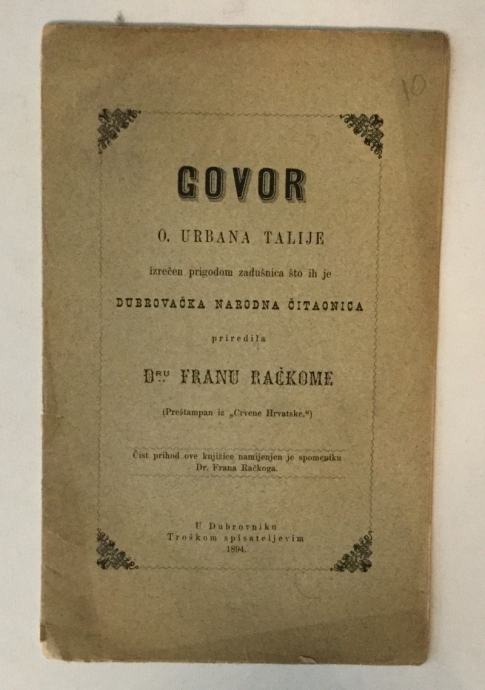 10
GOVOR
O. URBANA TALIJE
izrečen prigodom zadušnica što ih je
DUBROVAČKA NARODNA ČITAONICA
priredila
DRU FRANU RAČKOME
(Preštampan iz „Crvene Hrvatske.“)
Čist prihod ove knjižice namijenjen je spomeniku
Dr. Frana Račkoga.
U Dubrovniku
Troškom spisateljevim
1894.